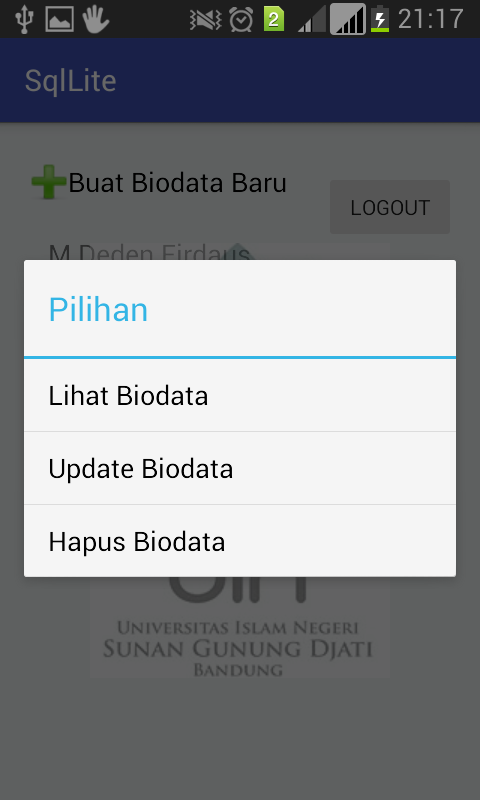 2
21:17
SqlLite
Buat Biodata Baru
LOGOUT
M Deden Firdaus
Pilihan
Lihat Biodata
Update Biodata
Hapus Biodata
UNIVERSITAS ISLAM NEGERI
SUNAN GUNUNG DJATI
BANDUNG